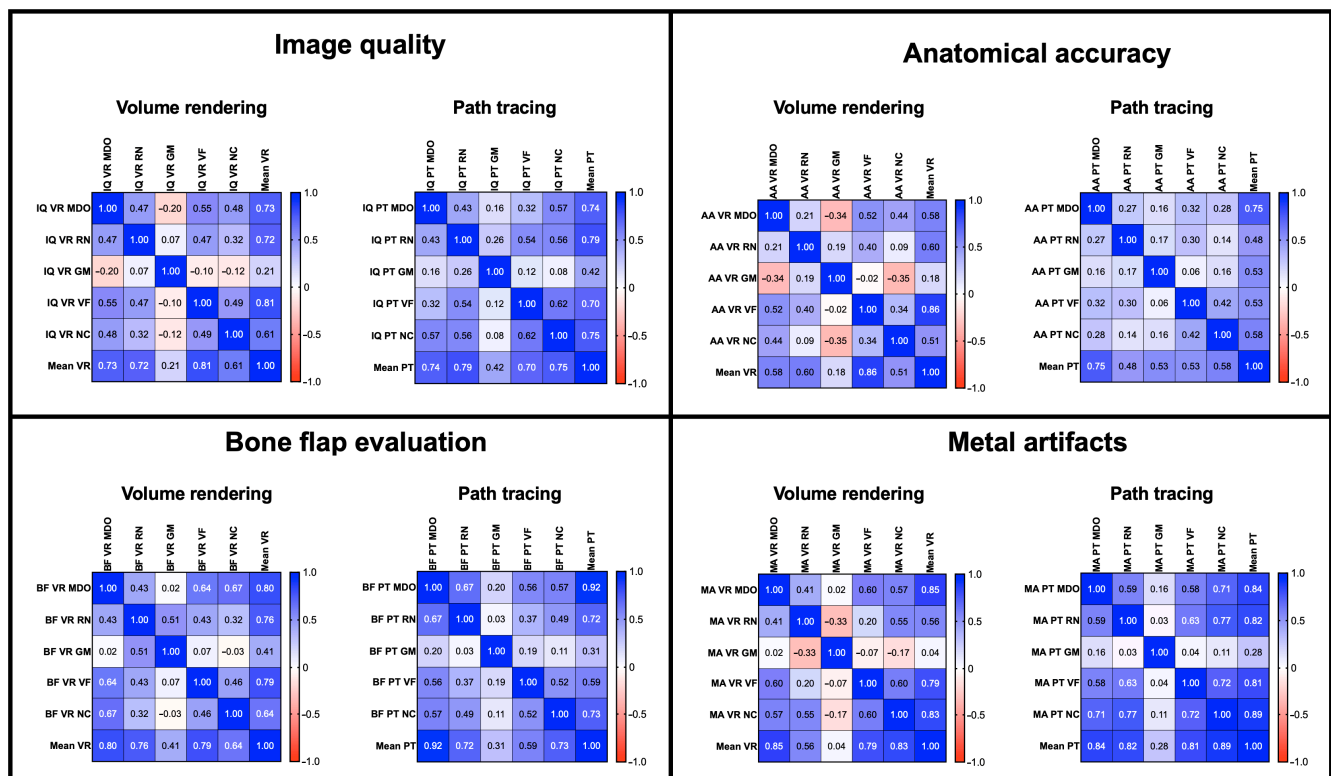 Image quality
Volume rendering
IQ VR MDO IQ VR RN IQ VR GM IQ VR VF IQ VR NC Mean VR
IQ VR MDO 1.00 0.47 −0.20 0.55 0.48 0.73
IQ VR RN 0.47 1.00 0.07 0.47 0.32 0.72
IQ VR GM −0.20 0.07 1.00 −0.10 −0.12 0.21
IQ VR VF 0.55 0.47 −0.10 1.00 0.49 0.81
IQ VR NC 0.48 0.32 −0.12 0.49 1.00 0.61
Mean VR 0.73 0.72 0.21 0.81 0.61 1.00
1.0
0.5
0
−0.5
−1.0
Path tracing
IQ PT MDO IQ PT RN IQ PT GM IQ PT VF IQ PT NC Mean PT
IQ PT MDO 1.00 0.43 0.16 0.32 0.57 0.74
IQ PT RN 0.43 1.00 0.26 0.54 0.56 0.79
IQ PT GM 0.16 0.26 1.00 0.12 0.08 0.42
IQ PT VF 0.32 0.54 0.12 1.00 0.62 0.70
IQ PT NC 0.57 0.56 0.08 0.62 1.00 0.75
Mean PT 0.74 0.79 0.42 0.70 0.75 1.00
1.0
0.5
0
−0.5
−1.0
Anatomical accuracy
Volume rendering
AA VR MDO AA VR RN AA VR GM AA VR VF AA VR NC Mean VR
AA VR MDO 1.00 0.21 −0.34 0.52 0.44 0.58
AA VR RN 0.21 1.00 0.19 0.40 0.09 0.60
AA VR GM −0.34 0.19 1.00 −0.02 −0.35 0.18
AA VR VF 0.52 0.40 −0.02 1.00 0.34 0.86
AA VR NC 0.44 0.09 −0.35 0.34 1.00 0.51
Mean VR 0.58 0.60 0.18 0.86 0.51 1.00
1.0
0.5
0
−0.5
−1.0
Path tracing
AA PT MDO AA PT RN AA PT GM AA PT VF AA PT NC Mean PT
AA PT MDO 1.00 0.27 0.16 0.32 0.28 0.75
AA PT RN 0.27 1.00 0.17 0.30 0.14 0.48
AA PT GM 0.16 0.17 1.00 0.06 0.16 0.53
AA PT VF 0.32 0.30 0.06 1.00 0.42 0.53
AA PT NC 0.28 0.14 0.16 0.42 1.00 0.58
Mean PT 0.75 0.48 0.53 0.53 0.58 1.00
1.0
0.5
0
−0.5
−1.0
Bone flap evaluation
Volume rendering
BF VR MDO BF VR RN BF VR GM BF VR VF BF VR NC Mean VR
BF VR MDO 1.00 0.43 0.02 0.64 0.67 0.80
BF VR RN 0.43 1.00 0.51 0.43 0.32 0.76
BF VR GM 0.02 0.51 1.00 0.07 −0.03 0.41
BF VR VF 0.64 0.43 0.07 1.00 0.46 0.79
BF VR NC 0.67 0.32 −0.03 0.46 1.00 0.64
Mean VR 0.80 0.76 0.41 0.79 0.64 1.00
1.0
0.5
0
−0.5
−1.0
Path tracing
BF PT MDO BF PT RN BF PT GM BF PT VF BF PT NC Mean PT
BF PT MDO 1.00 0.67 0.20 0.56 0.57 0.92
BF PT RN 0.67 1.00 0.03 0.37 0.49 0.72
BF PT GM 0.20 0.03 1.00 0.19 0.11 0.31
BF PT VF 0.56 0.37 0.19 1.00 0.52 0.59
BF PT NC 0.57 0.49 0.11 0.52 1.00 0.73
Mean PT 0.92 0.72 0.31 0.59 0.73 1.00
1.0
0.5
0
−0.5
−1.0
Metal artifacts
Volume rendering
MA VR MDO MA VR RN MA VR GM MA VR VF MA VR NC Mean VR
MA VR MDO 1.00 0.41 0.02 0.60 0.57 0.85
MA VR RN 0.41 1.00 −0.33 0.20 0.55 0.56
MA VR GM 0.02 −0.33 1.00 −0.07 −0.17 0.04
MA VR VF 0.60 0.20 −0.07 1.00 0.60 0.79
MA VR NC 0.57 0.55 −0.17 0.60 1.00 0.83
Mean VR 0.85 0.56 0.04 0.79 0.83 1.00
1.0
0.5
0
−0.5
−1.0
Path tracing
MA PT MDO MA PT RN MA PT GM MA PT VF MA PT NC Mean PT
MA PT MDO 1.00 0.59 0.16 0.58 0.71 0.84
MA PT RN 0.59 1.00 0.03 0.63 0.77 0.82
MA PT GM 0.16 0.03 1.00 0.04 0.11 0.28
MA PT VF 0.58 0.63 0.04 1.00 0.72 0.81
MA PT NC 0.71 0.77 0.11 0.72 1.00 0.89
Mean PT 0.84 0.82 0.28 0.81 0.89 1.00
1.0
0.5
0
−0.5
−1.0